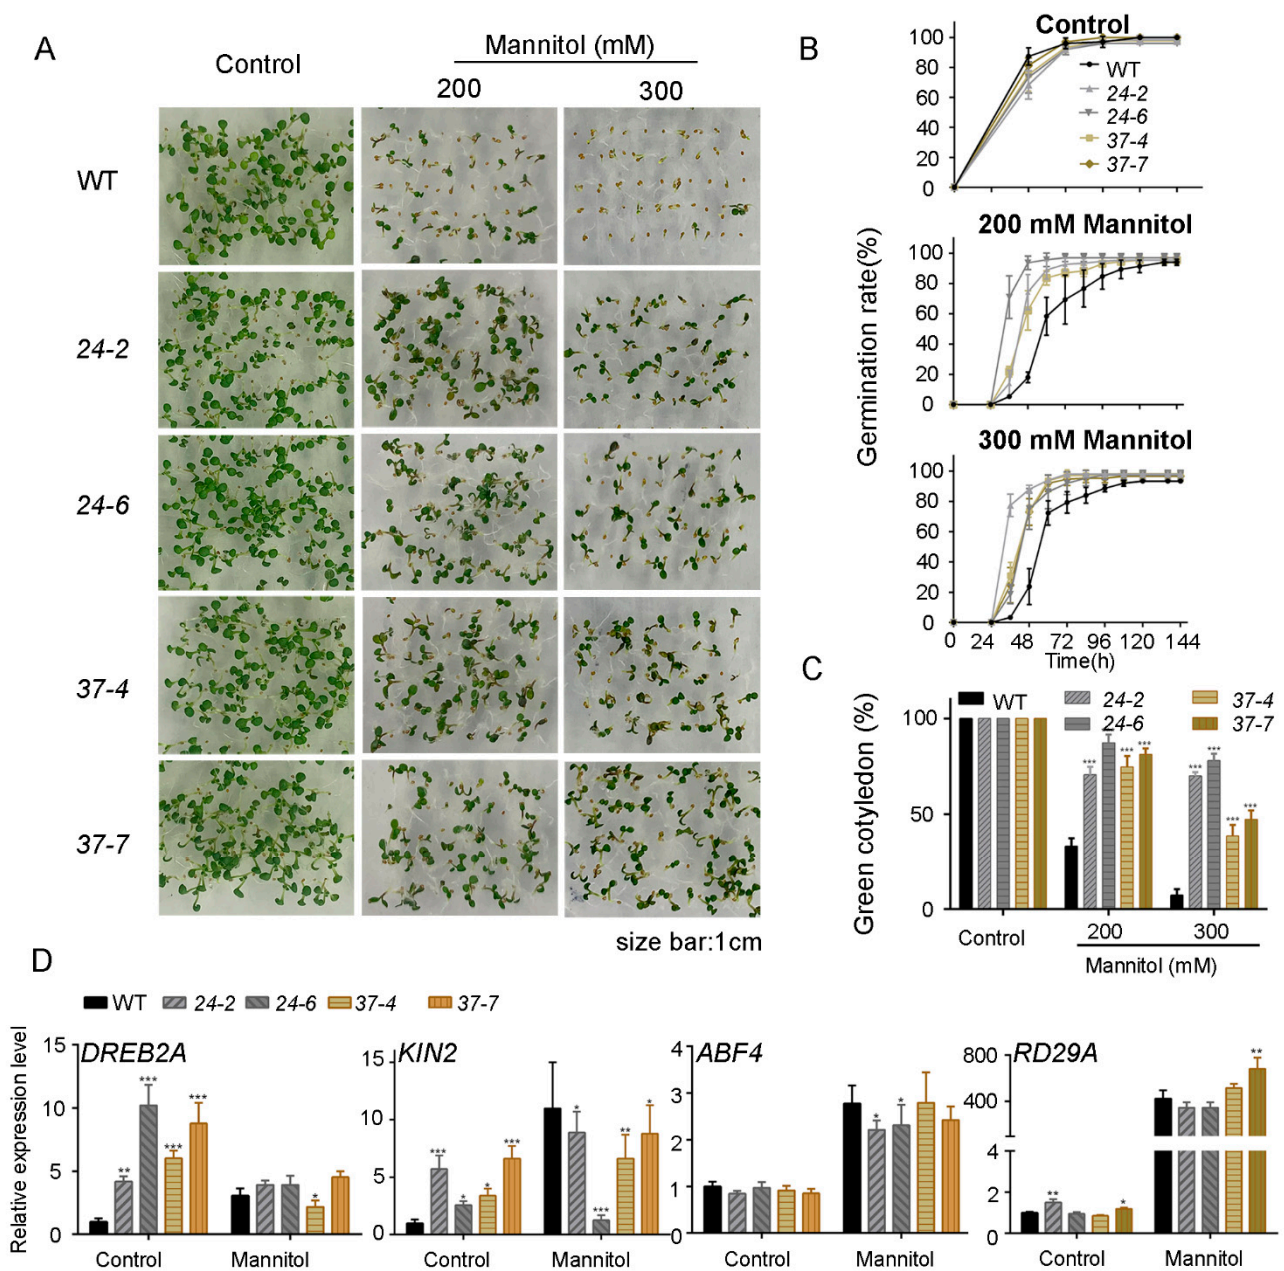 A
Control
Mannitol (mM)
200
300
WT
24-2
24-6
37-4
37-7
size bar:1cm
B
Germination rate(%)
Control
100
80
60
40
20
0
WT
24-2
24-6
37-4
37-7
200 mM Mannitol
100
80
60
40
20
0
300 mM Mannitol
100
80
60
40
20
0
0 24 48 72 96 120 144
Time(h)
C
Green cotyledon (%)
WT 24-2 37-4
24-6 37-7
100
50
0
*** *** ***
*** *** *** ***
Control 200 300
Mannitol (mM)
D
WT 24-2 24-6 37-4 37-7
Relative expression level
DREB2A
15
10
5
0
** *** *** *** *
Control Mannitol
KIN2
15
10
5
0
*** * * *** * *** ** *
Control Mannitol
ABF4
4
3
2
1
0
* *
Control Mannitol
RD29A
800
400
4
2
0
** * **
Control Mannitol